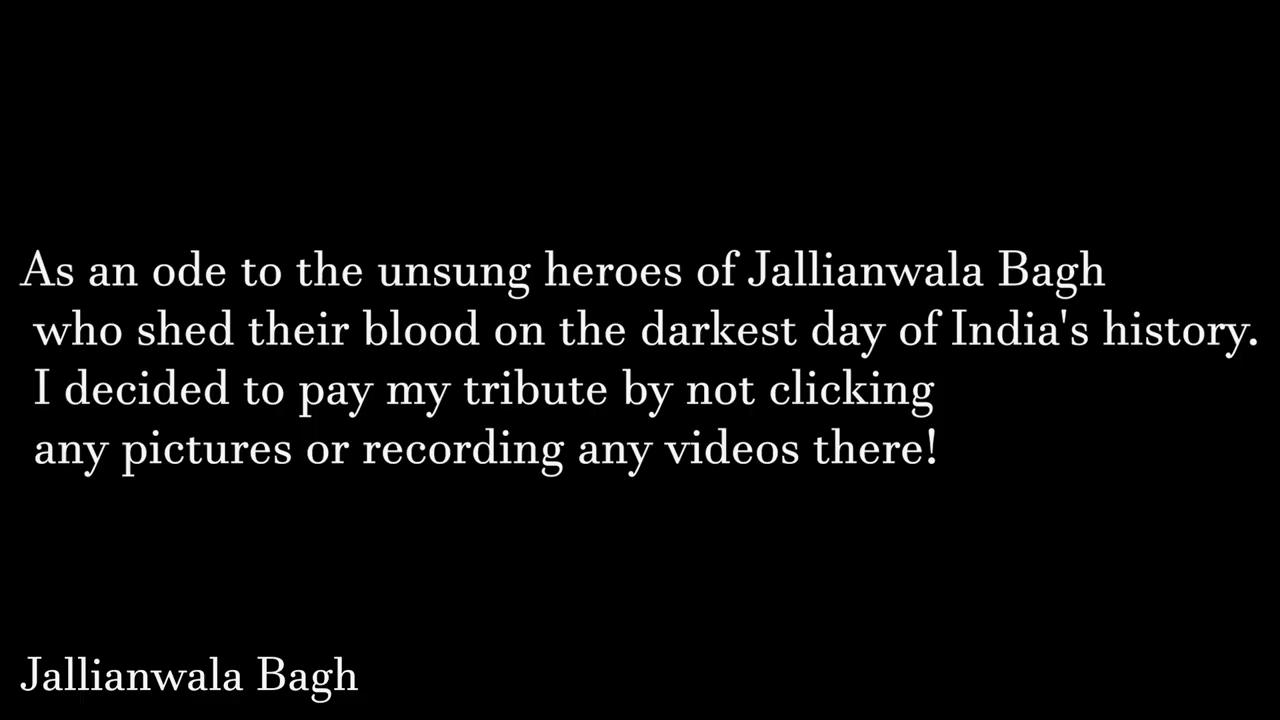 As an ode to the unsung heroes of Jallianwala Bagh
who shed their blood on the darkest day of India's history.
I decided to pay my tribute by not clicking
any pictures or recording any videos there!
Jallianwala Bagh